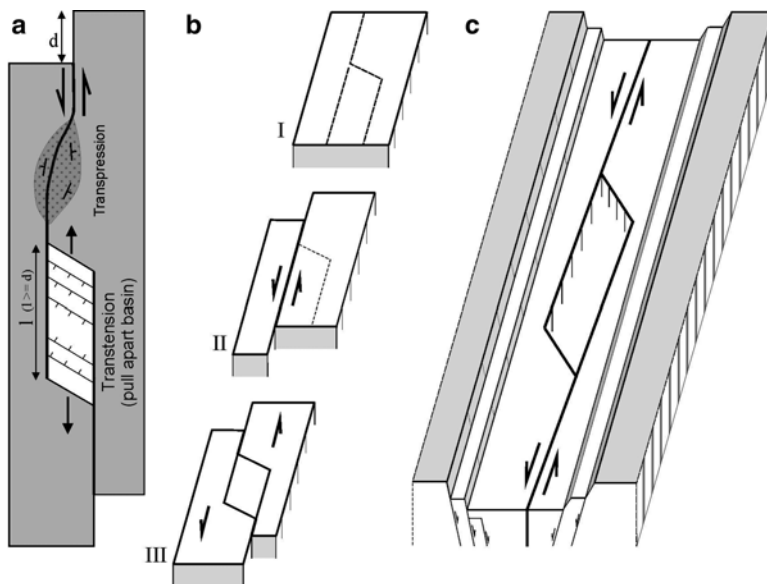 a
d
Transpression
l (l >= d)
Transtension
(pull apart basin)
b
I
II
III
c